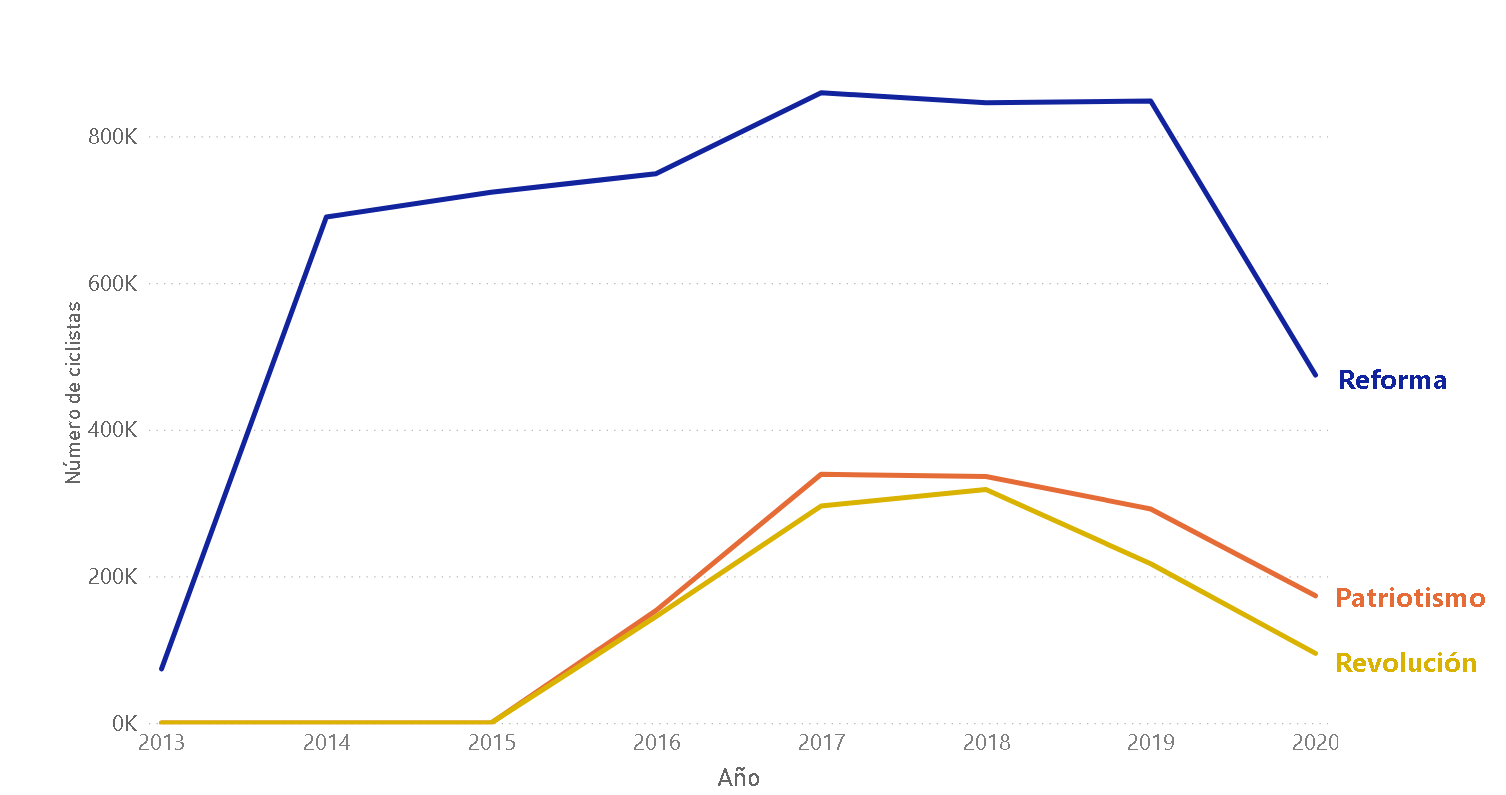 800K
600K
400K
200K
0K
Número de ciclistas
2013 2014 2015 2016 2017 2018 2019 2020
Año
Reforma
Patriotismo
Revolución